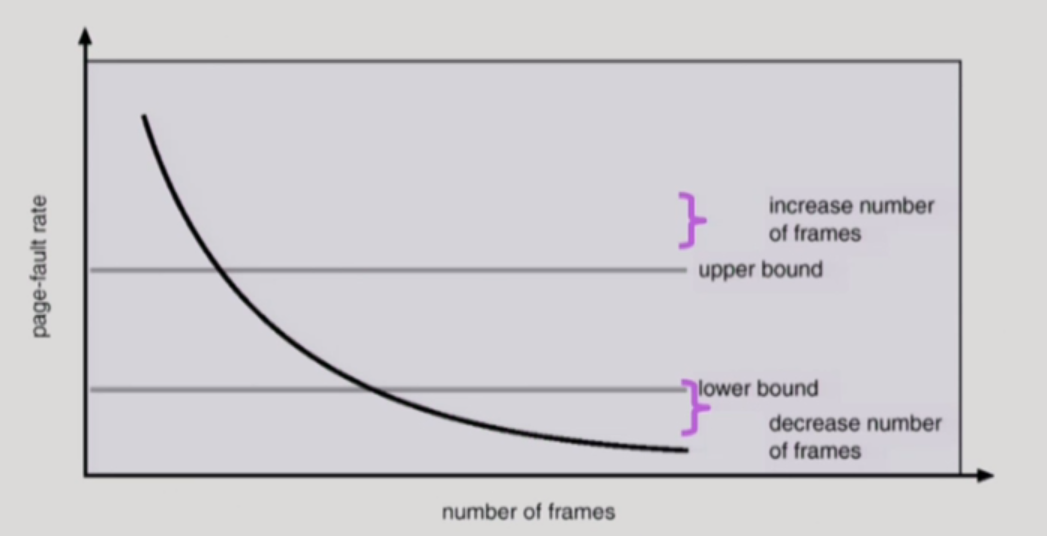 page-fault rate
increase number
of frames
upper bound
lower bound
decrease number
of frames
number of frames